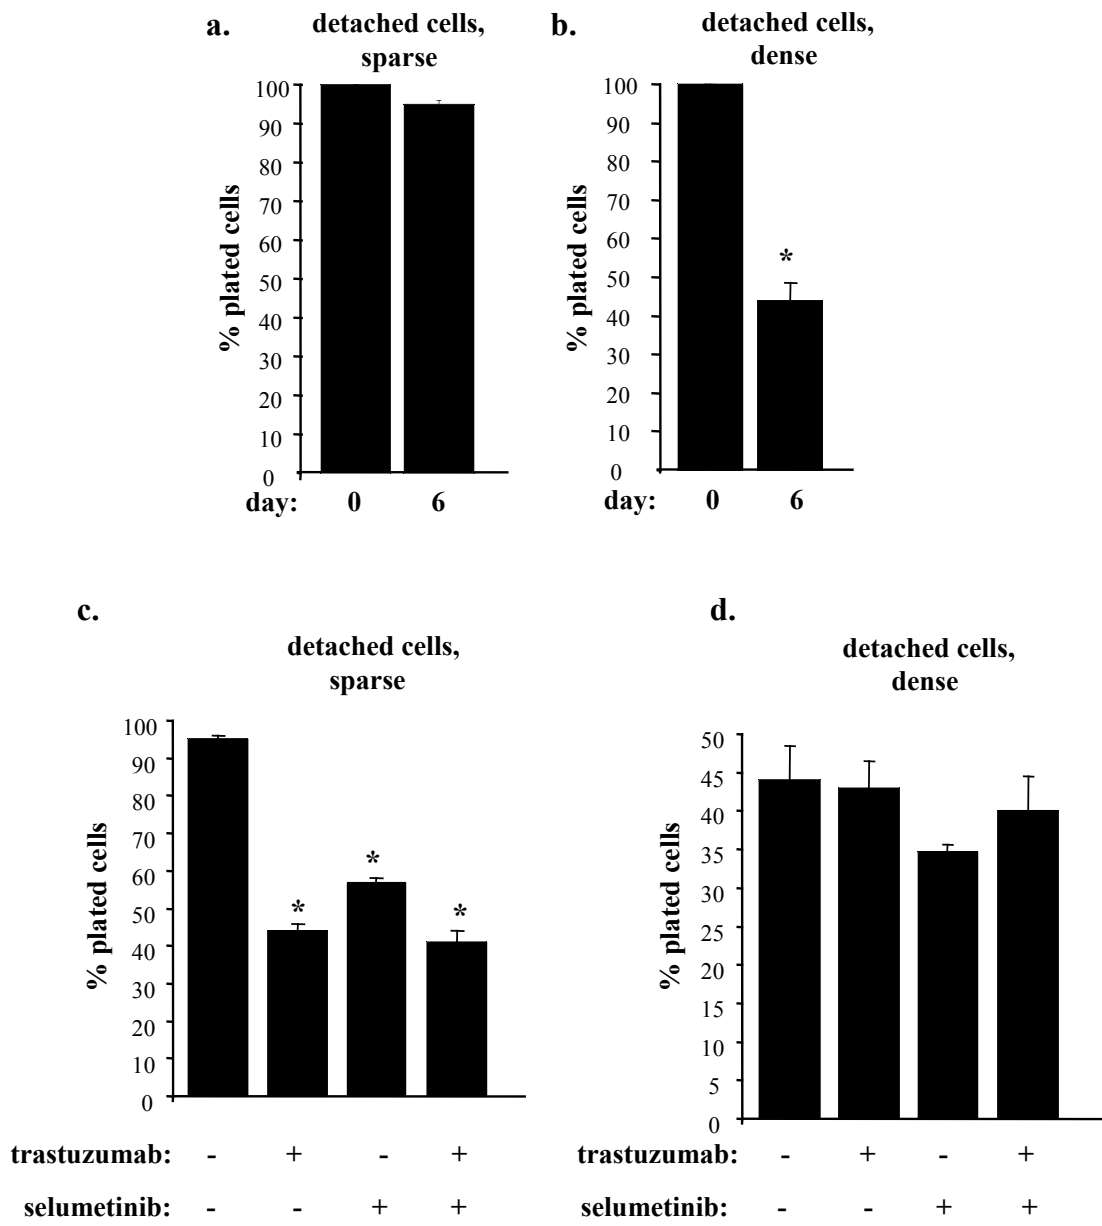 a.
detached cells,
sparse
% plated cells
100
90
80
70
60
50
40
30
20
10
0
day: 0 6
b.
detached cells,
dense
% plated cells
100
90
80
70
60
50
40
30
20
10
0
*
day: 0 6
c.
detached cells,
sparse
% plated cells
100
90
80
70
60
50
40
30
20
10
0
* * *
trastuzumab: - + - +
selumetinib: - - + +
d.
detached cells,
dense
% plated cells
50
45
40
35
30
25
20
15
10
5
0
trastuzumab: - + - +
selumetinib: - - + +